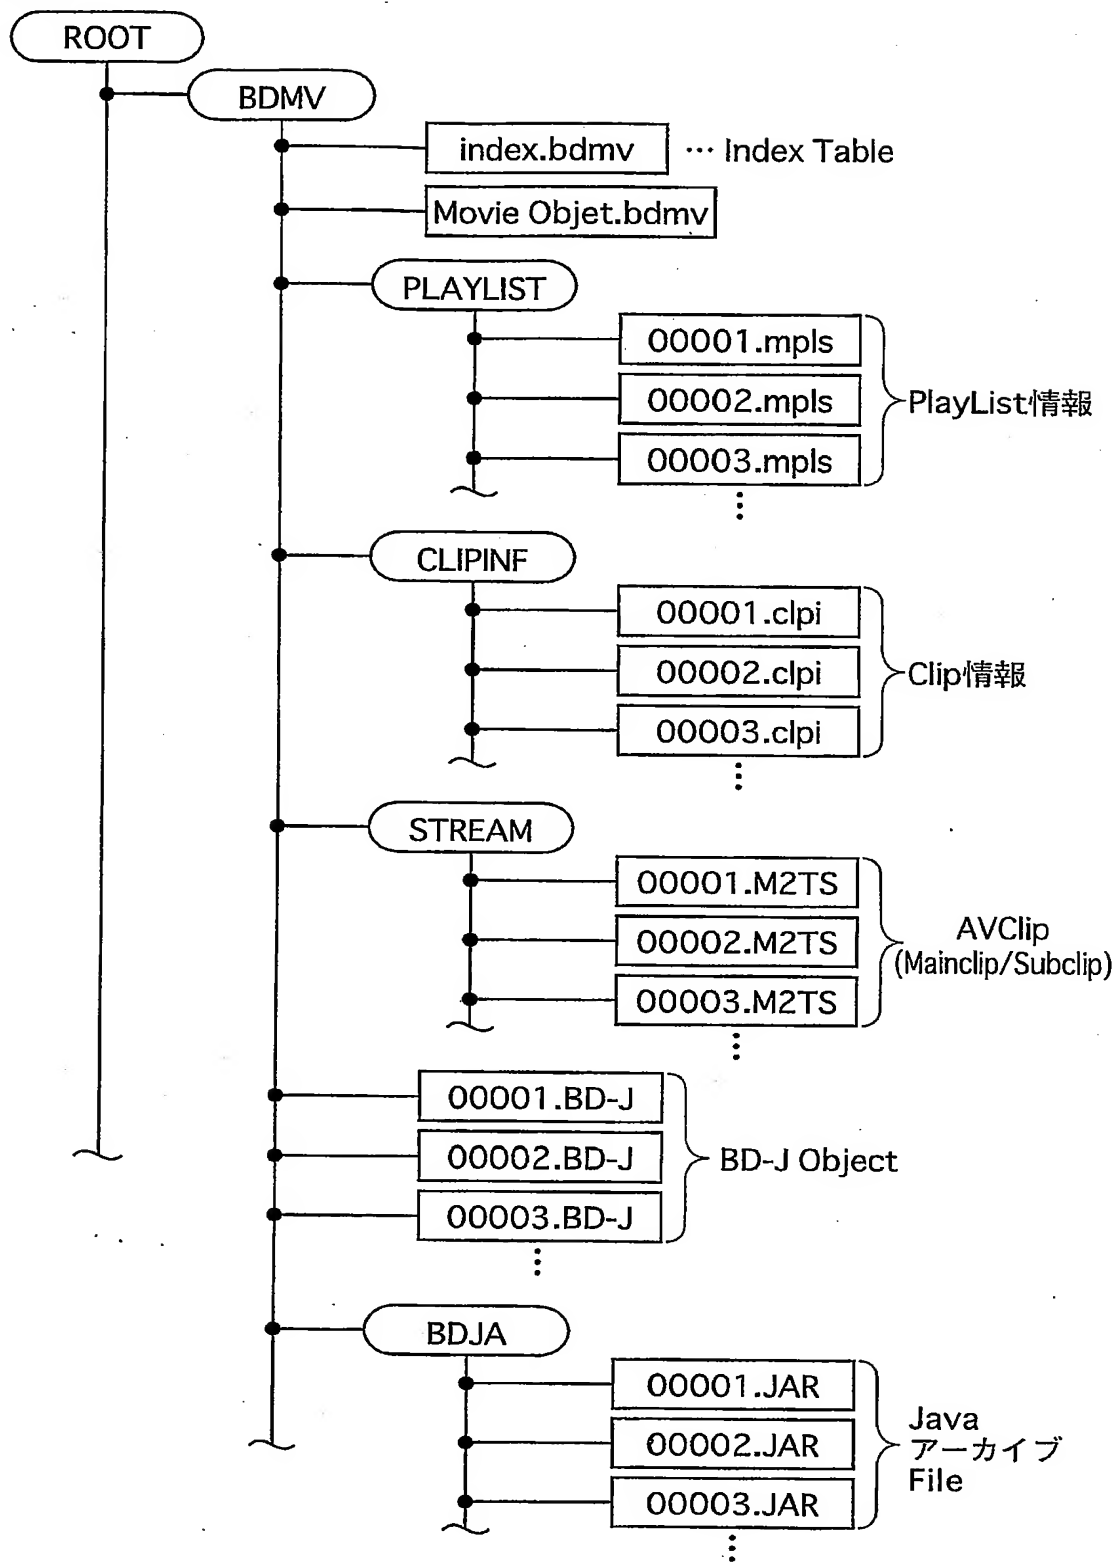 ROOT
BDMV
index.bdmv … Index Table
Movie Objet.bdmv
PLAYLIST
00001.mpls
00002.mpls
00003.mpls
PlayList情報
CLIPINF
00001.clpi
00002.clpi
00003.clpi
Clip情報
STREAM
00001.M2TS
00002.M2TS
00003.M2TS
AVClip
(Mainclip/Subclip)
00001.BD-J
00002.BD-J
00003.BD-J
BD-J Object
BDJA
00001.JAR
00002.JAR
00003.JAR
Java
アーカイブ
File